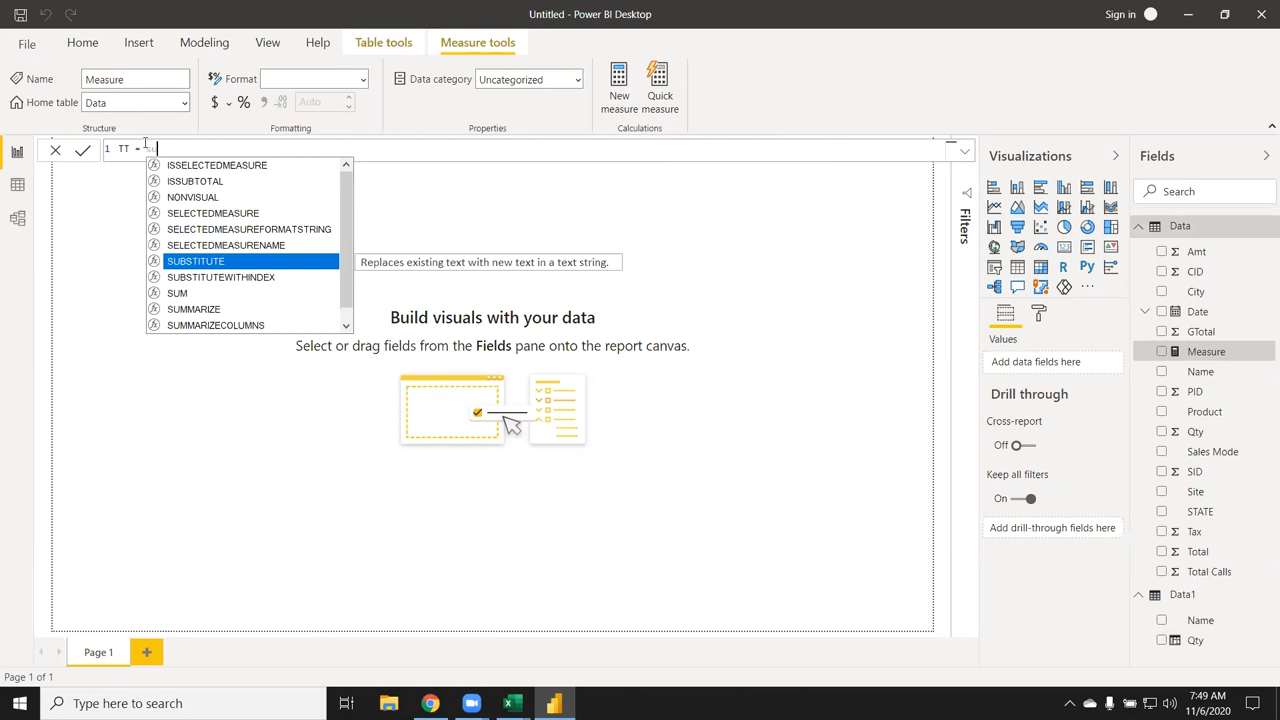 Untitled - Power BI Desktop
Sign in
File
Home
Insert
Modeling
View
Help
Table tools
Measure tools
Name
Measure
Home table
Data
Structure
Format
$
%
Auto
Formatting
Data category
Uncategorized
Properties
New measure
Quick measure
Calculations
1 TT = su
ISSELECTEDMEASURE
ISSUBTOTAL
NONVISUAL
SELECTEDMEASURE
SELECTEDMEASUREFORMATSTRING
SELECTEDMEASURENAME
SUBSTITUTE
Replaces existing text with new text in a text string.
SUBSTITUTEWITHINDEX
SUM
SUMMARIZE
SUMMARIZECOLUMNS
Build visuals with your data
Select or drag fields from the Fields pane onto the report canvas.
Filters
Visualizations
R
Py
Values
Add data fields here
Drill through
Cross-report
Off
Keep all filters
On
Add drill-through fields here
Fields
Search
Data
Amt
CID
City
Date
GTotal
Measure
Name
PID
Product
Qty
Sales Mode
SID
Site
STATE
Tax
Total
Total Calls
Data1
Name
Qty
Page 1
Page 1 of 1
Type here to search
7:49 AM
11/6/2020